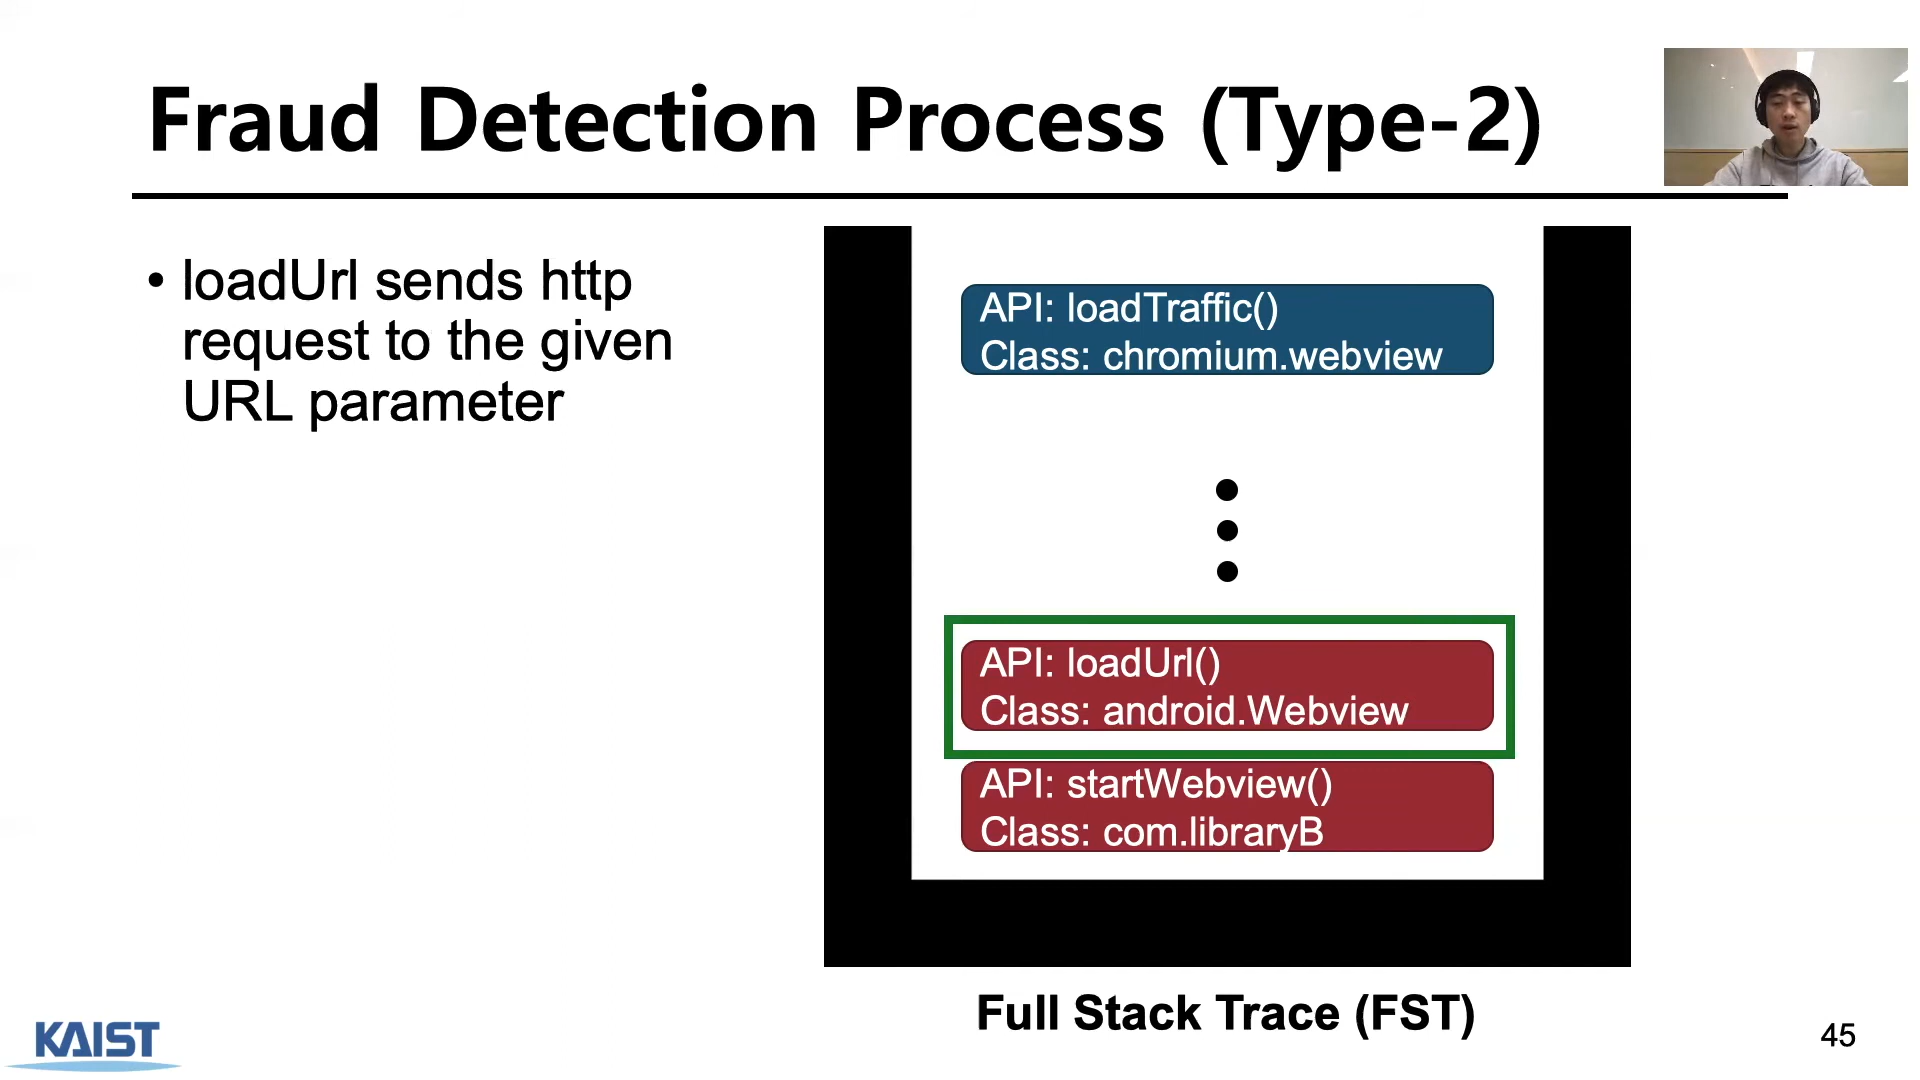 Fraud Detection Process (Type-2)
• loadUrl sends http
request to the given
URL parameter
API: loadTraffic()
Class: chromium.webview
API: loadUrl()
Class: android.Webview
API: startWebview()
Class: com.libraryB
Full Stack Trace (FST)
KAIST
45